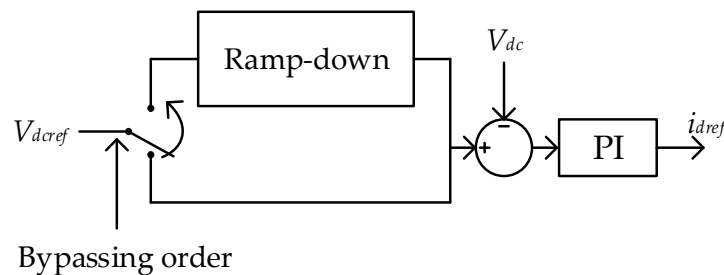 Ramp-down
Vdc
Vdcref
−
+
PI
idref
Bypassing order